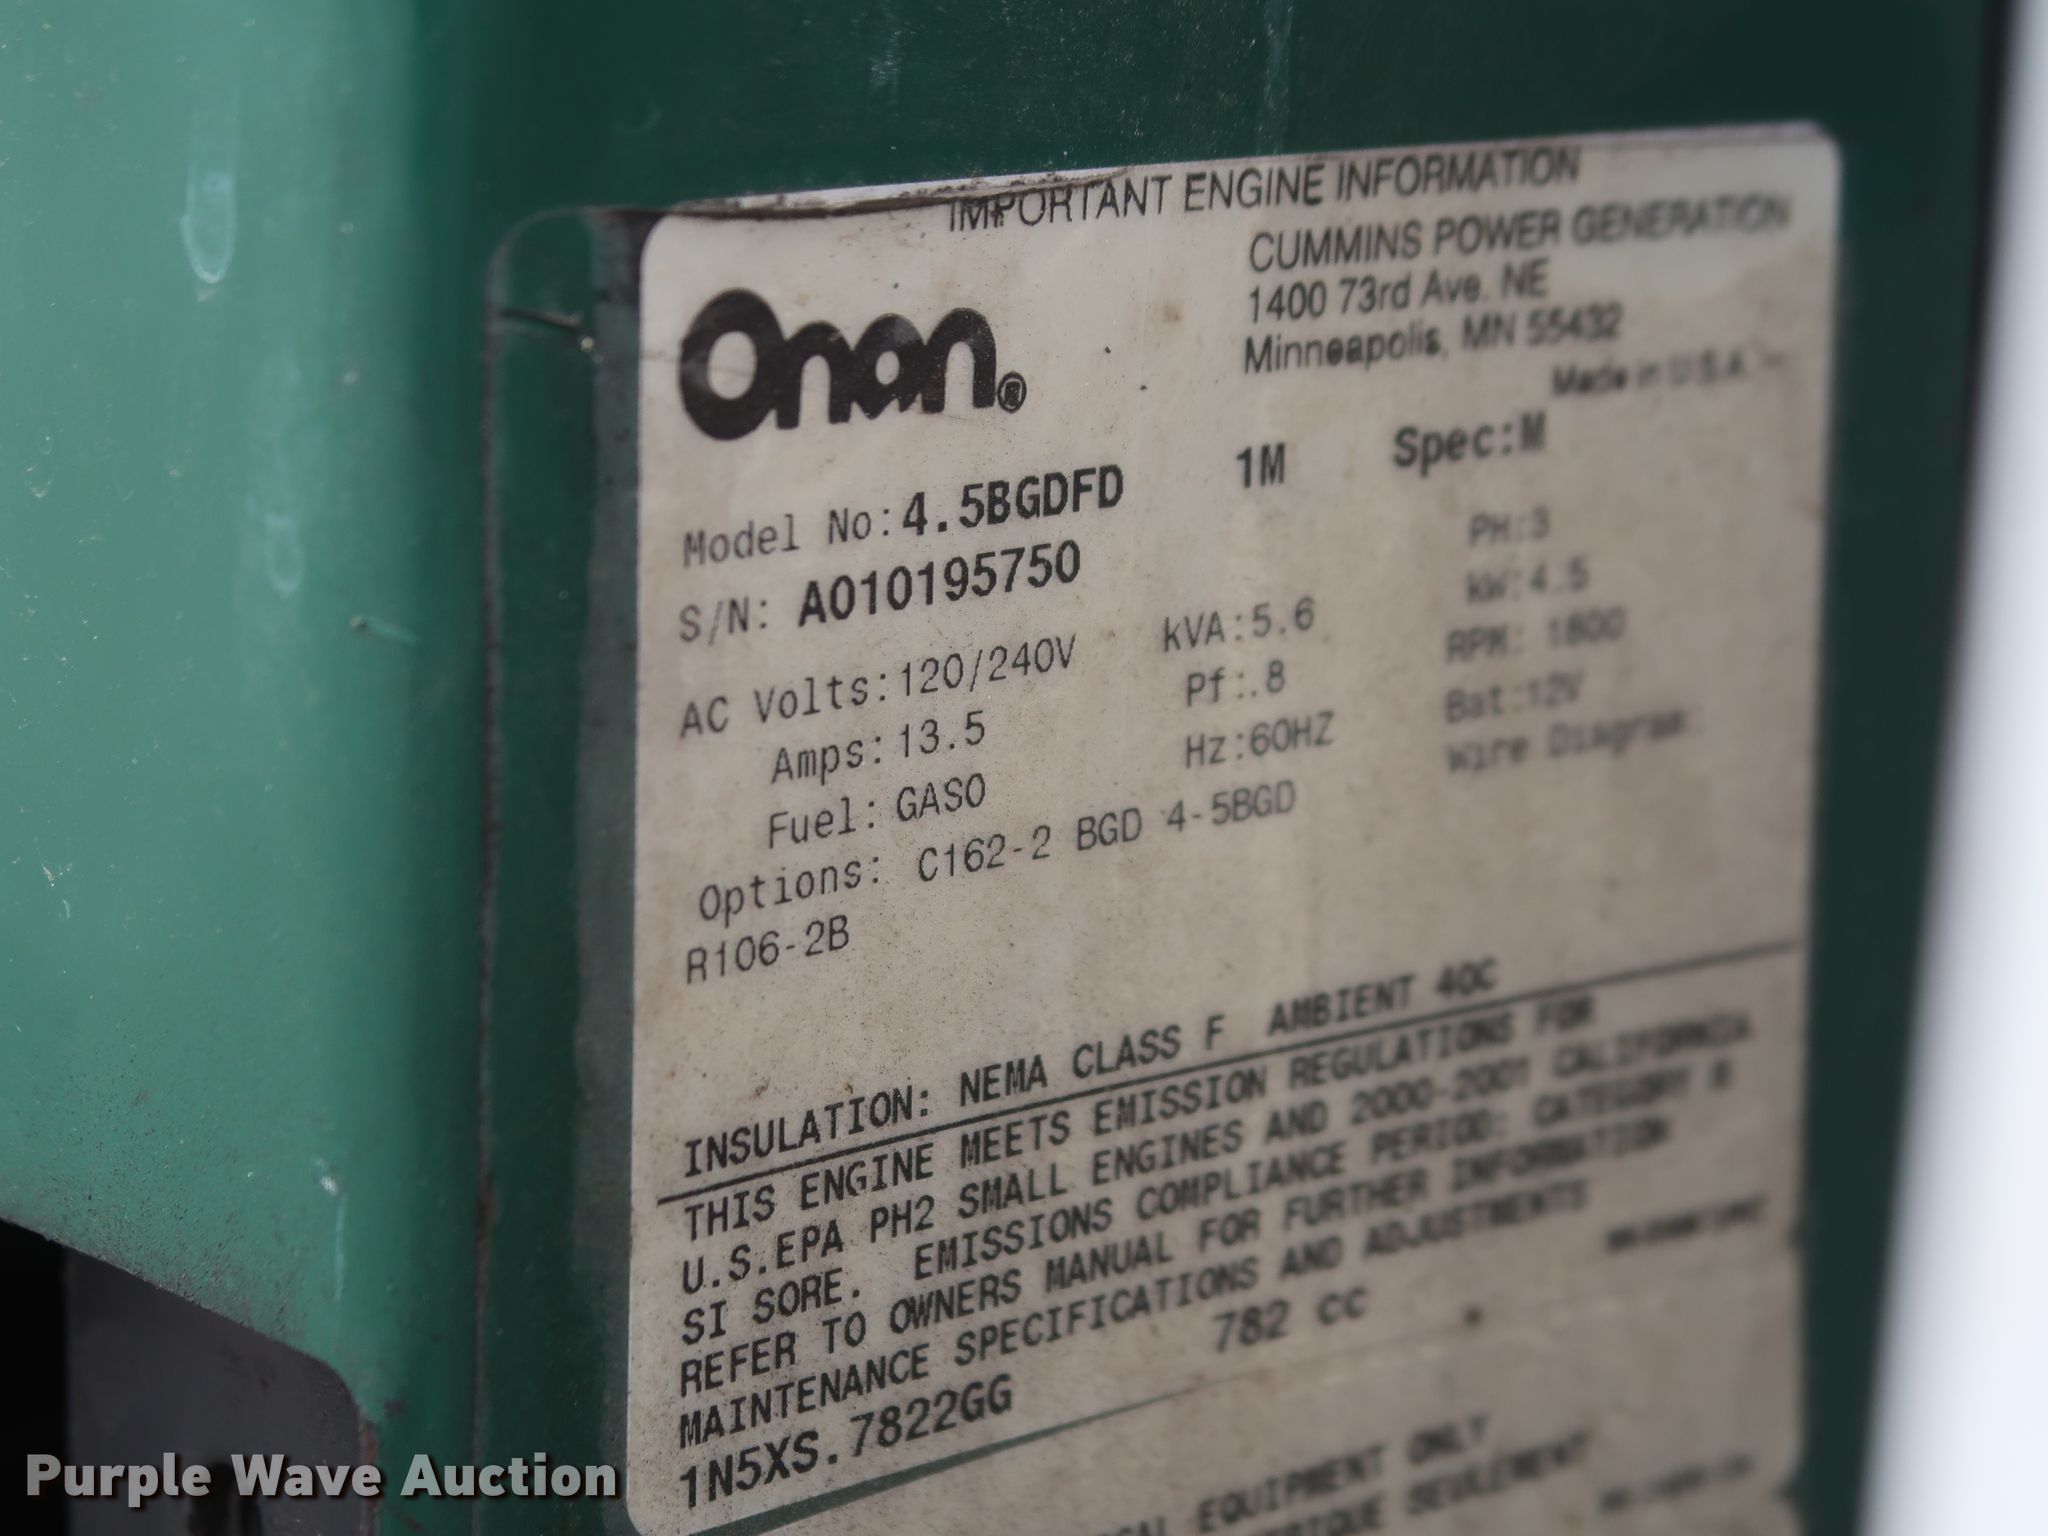 IMPORTANT ENGINE INFORMATION
CUMMINS POWER GENERATION
1400 73rd Ave. NE
Minneapolis, MN 55432
Made in U.S.A.
Onan®
Model No:4.5BGDFD 1M Spec:M
S/N: A010195750 PH:3
AC Volts:120/240V kVA:5.6 kW:4.5
Amps:13.5 Pf:.8 RPM: 1800
Fuel: GASO Hz:60HZ Bat:12V
Options: C162-2 BGD 4-5BGD Wire Diagram:
R106-2B
INSULATION: NEMA CLASS F AMBIENT 40C
THIS ENGINE MEETS EMISSION REGULATIONS FOR
U.S.EPA PH2 SMALL ENGINES AND 2000-2001 CALIFORNIA
SI SORE. EMISSIONS COMPLIANCE PERIOD: CATEGORY
REFER TO OWNERS MANUAL FOR FURTHER INFORMATION
MAINTENANCE SPECIFICATIONS AND ADJUSTMENTS
1N5XS.7822GG 782 cc
EQUIPMENT ONLY
SEULEMENT
Purple Wave Auction